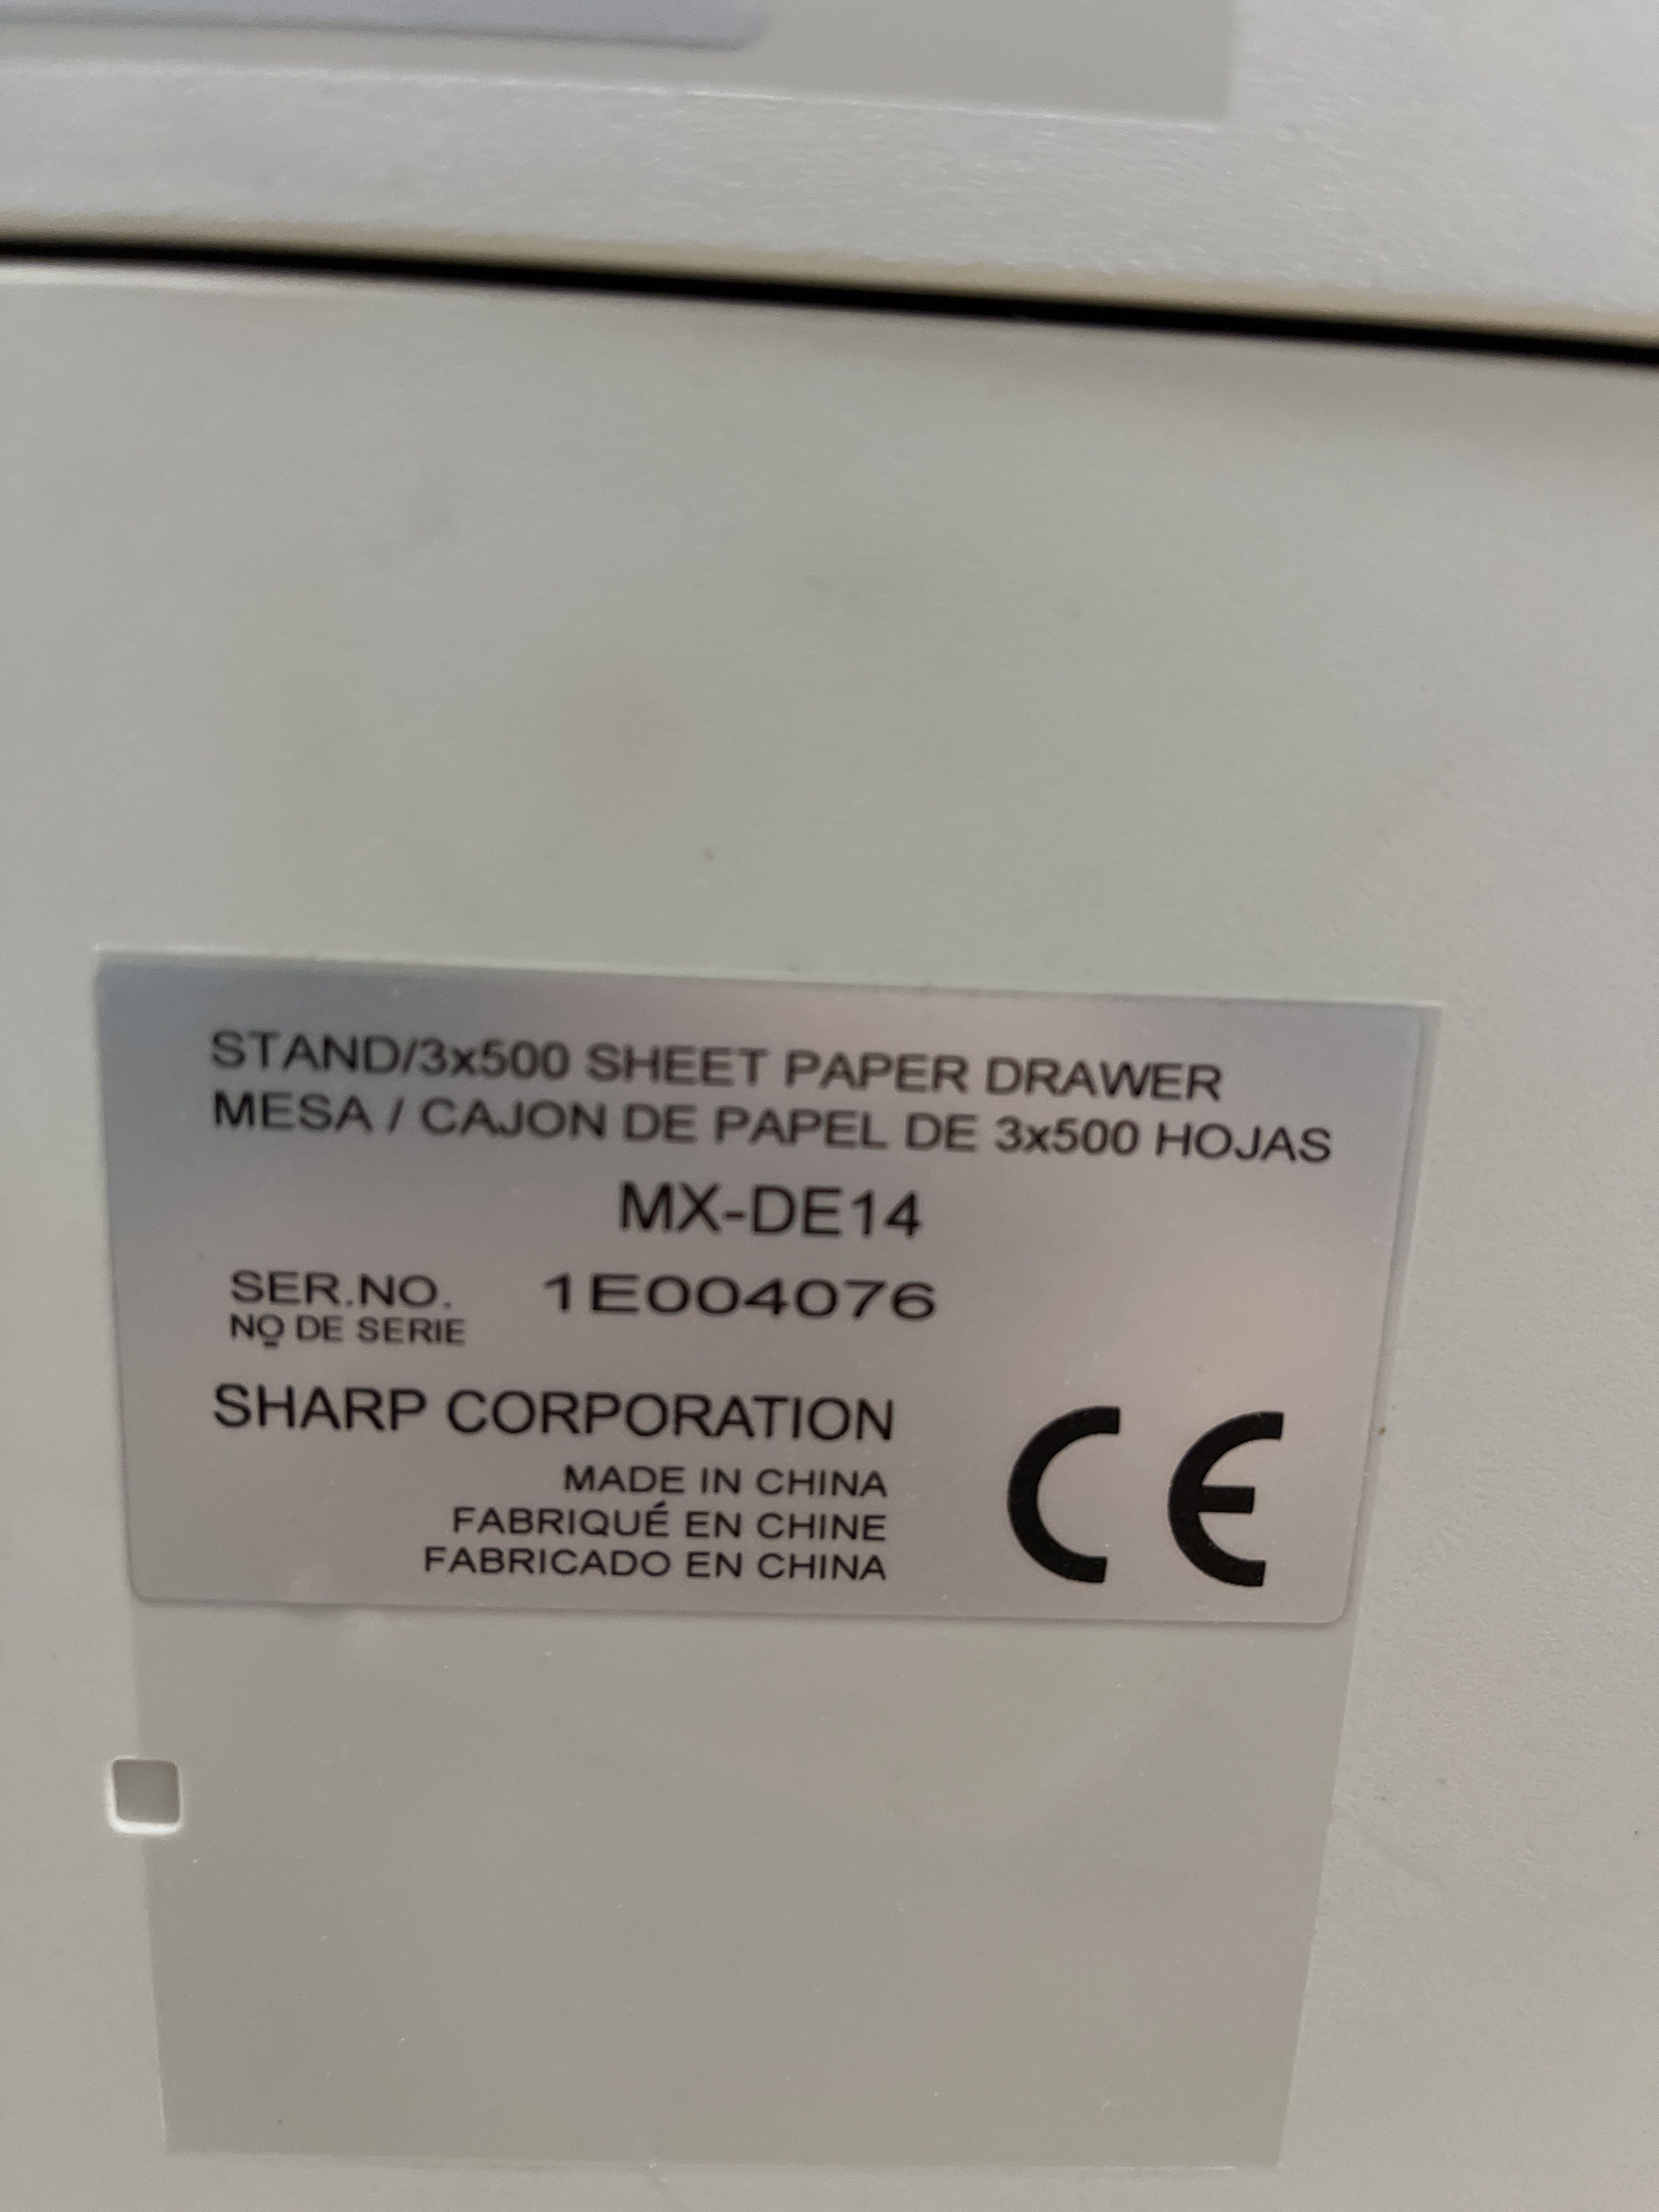 STAND/3x500 SHEET PAPER DRAWER
MESA / CAJON DE PAPEL DE 3x500 HOJAS
MX-DE14
SER.NO. 1E004076
Nº DE SERIE
SHARP CORPORATION
MADE IN CHINA
FABRIQUÉ EN CHINE
FABRICADO EN CHINA
CE